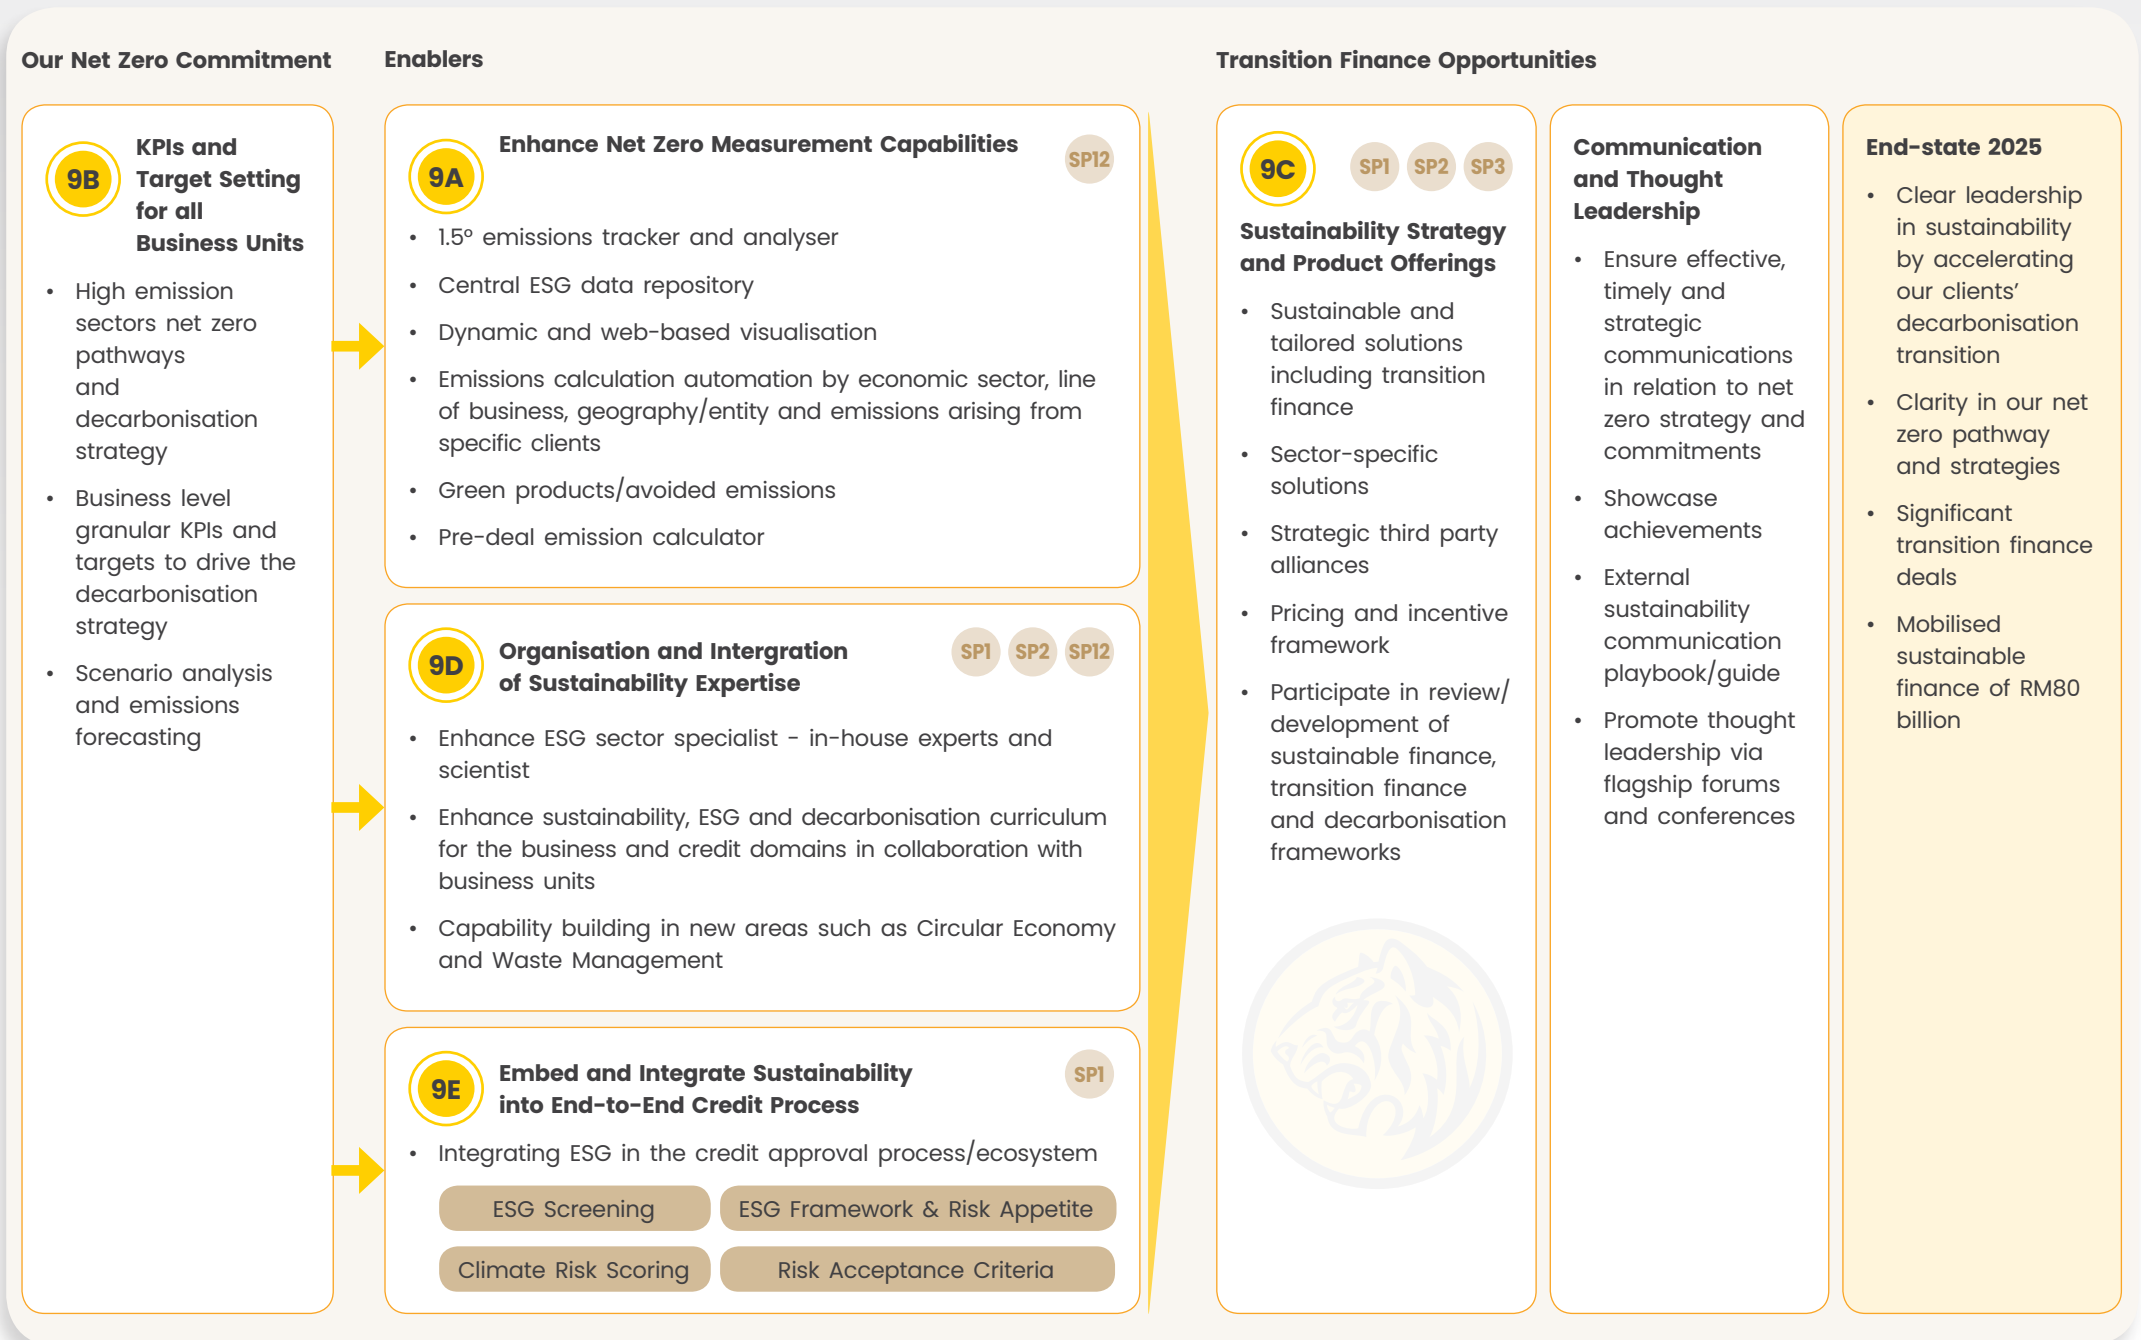 Our Net Zero Commitment
9B
KPIs and
Target Setting
for all
Business Units
• High emission
sectors net zero
pathways
and
decarbonisation
strategy
• Business level
granular KPIs and
targets to drive the
decarbonisation
strategy
• Scenario analysis
and emissions
forecasting
Enablers
9A
Enhance Net Zero Measurement Capabilities
SP12
• 1.5º emissions tracker and analyser
• Central ESG data repository
• Dynamic and web-based visualisation
• Emissions calculation automation by economic sector, line
of business, geography/entity and emissions arising from
specific clients
• Green products/avoided emissions
• Pre-deal emission calculator
9D
Organisation and Intergration
of Sustainability Expertise
SP1 SP2 SP12
• Enhance ESG sector specialist - in-house experts and
scientist
• Enhance sustainability, ESG and decarbonisation curriculum
for the business and credit domains in collaboration with
business units
• Capability building in new areas such as Circular Economy
and Waste Management
9E
Embed and Integrate Sustainability
into End-to-End Credit Process
SP1
• Integrating ESG in the credit approval process/ecosystem
ESG Screening
ESG Framework & Risk Appetite
Climate Risk Scoring
Risk Acceptance Criteria
Transition Finance Opportunities
9C
SP1 SP2 SP3
Sustainability Strategy
and Product Offerings
• Sustainable and
tailored solutions
including transition
finance
• Sector-specific
solutions
• Strategic third party
alliances
• Pricing and incentive
framework
• Participate in review/
development of
sustainable finance,
transition finance
and decarbonisation
frameworks
Communication
and Thought
Leadership
• Ensure effective,
timely and
strategic
communications
in relation to net
zero strategy and
commitments
• Showcase
achievements
• External
sustainability
communication
playbook/guide
• Promote thought
leadership via
flagship forums
and conferences
End-state 2025
• Clear leadership
in sustainability
by accelerating
our clients’
decarbonisation
transition
• Clarity in our net
zero pathway
and strategies
• Significant
transition finance
deals
• Mobilised
sustainable
finance of RM80
billion